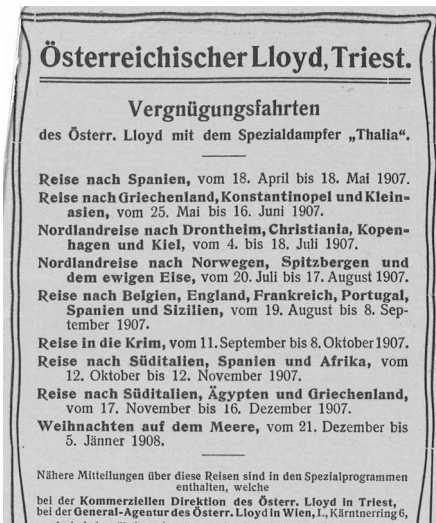 Österreichischer Lloyd, Triest.
Vergnügungsfahrten
des Österr. Lloyd mit dem Spezialdampfer „Thalia“.
Reise nach Spanien, vom 18. April bis 18. Mai 1907.
Reise nach Griechenland, Konstantinopel und Klein-
asien, vom 25. Mai bis 16. Juni 1907.
Nordlandreise nach Drontheim, Christiania, Kopen-
hagen und Kiel, vom 4. bis 18. Juli 1907.
Nordlandreise nach Norwegen, Spitzbergen und
dem ewigen Eise, vom 20. Juli bis 17. August 1907.
Reise nach Belgien, England, Frankreich, Portugal,
Spanien und Sizilien, vom 19. August bis 8. Sep-
tember 1907.
Reise in die Krim, vom 11. September bis 8. Oktober 1907.
Reise nach Süditalien, Spanien und Afrika, vom
12. Oktober bis 12. November 1907.
Reise nach Süditalien, Ägypten und Griechenland,
vom 17. November bis 16. Dezember 1907.
Weihnachten auf dem Meere, vom 21. Dezember bis
5. Jänner 1908.
Nähere Mitteilungen über diese Reisen sind in den Spezialprogrammen
enthalten, welche
bei der Kommerziellen Direktion des Österr. Lloyd in Triest,
bei der General-Agentur des Österr. Lloyd in Wien, I., Kärntnerring 6,